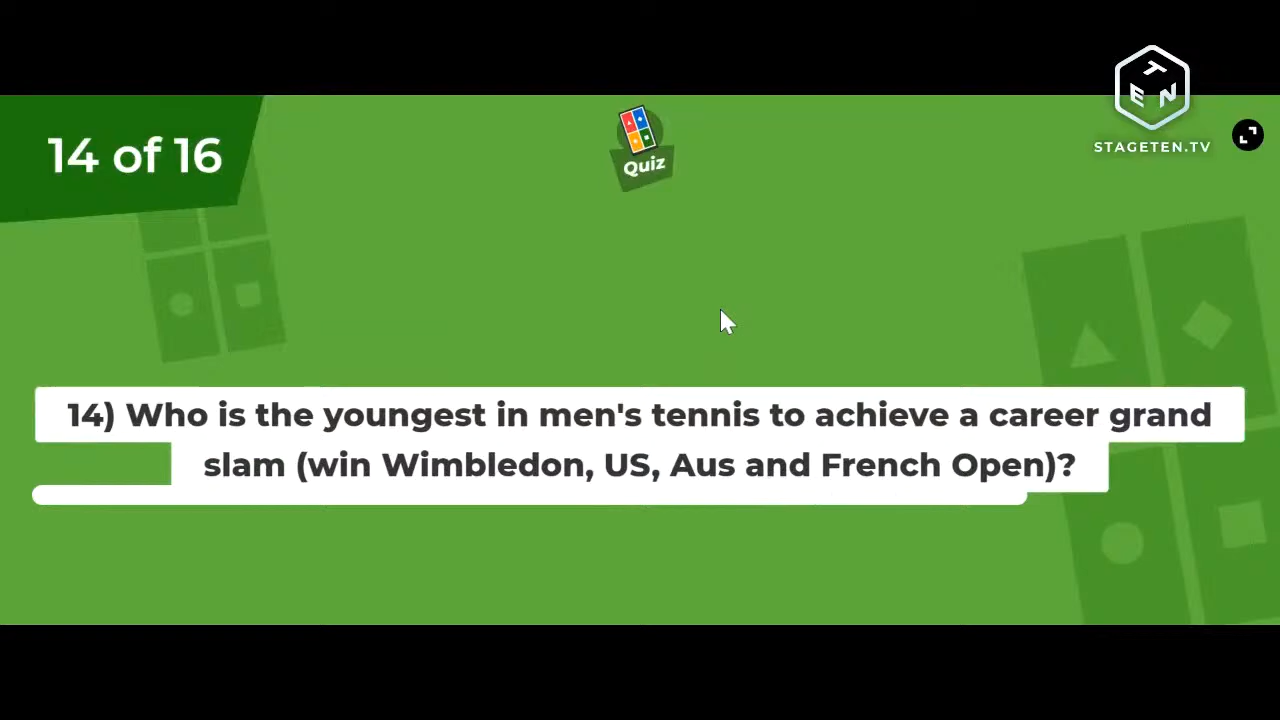 TEN
STAGETEN.TV
14 of 16
Quiz
14) Who is the youngest in men's tennis to achieve a career grand
slam (win Wimbledon, US, Aus and French Open)?